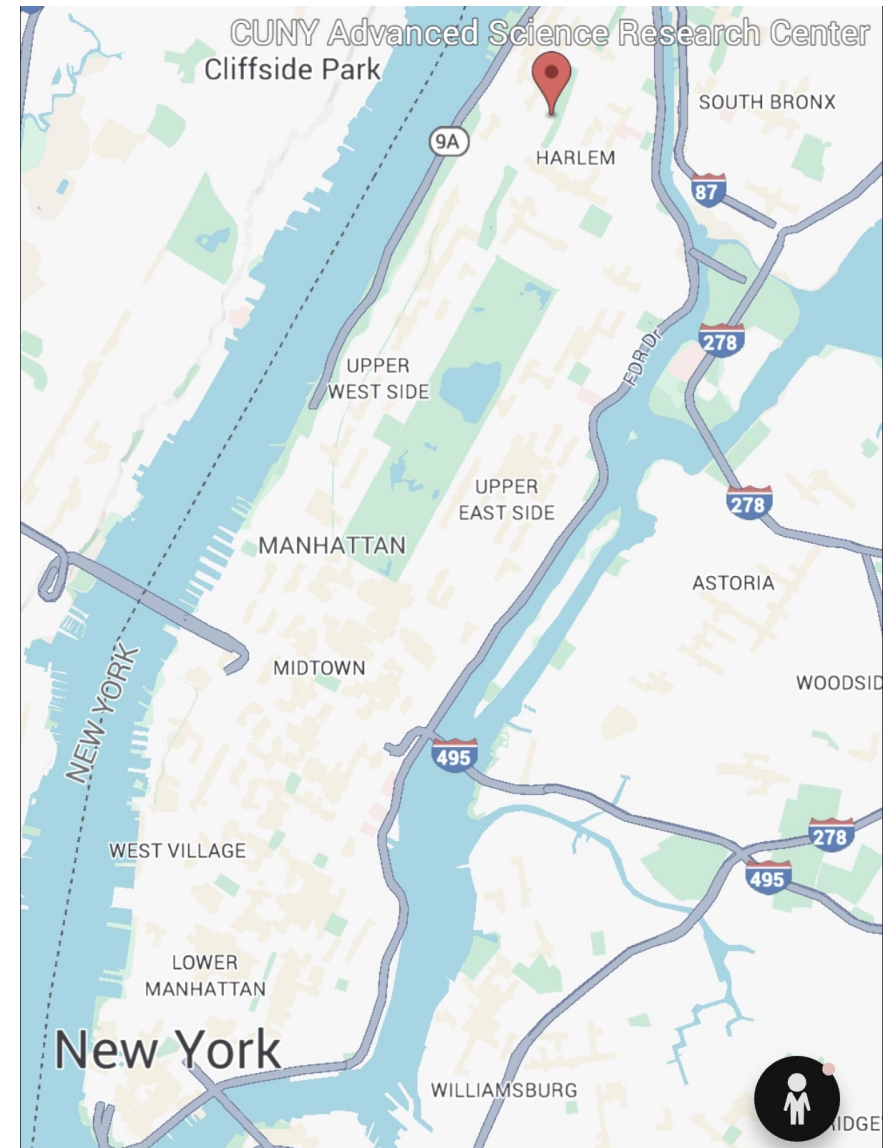 CUNY Advanced Science Research Center
Cliffside Park
SOUTH BRONX
9A
HARLEM
87
278
FDR Dr
UPPER
WEST SIDE
UPPER
EAST SIDE
278
MANHATTAN
ASTORIA
MIDTOWN
WOODSID
NEW YORK
495
278
WEST VILLAGE
495
LOWER
MANHATTAN
New York
WILLIAMSBURG
RIDGE